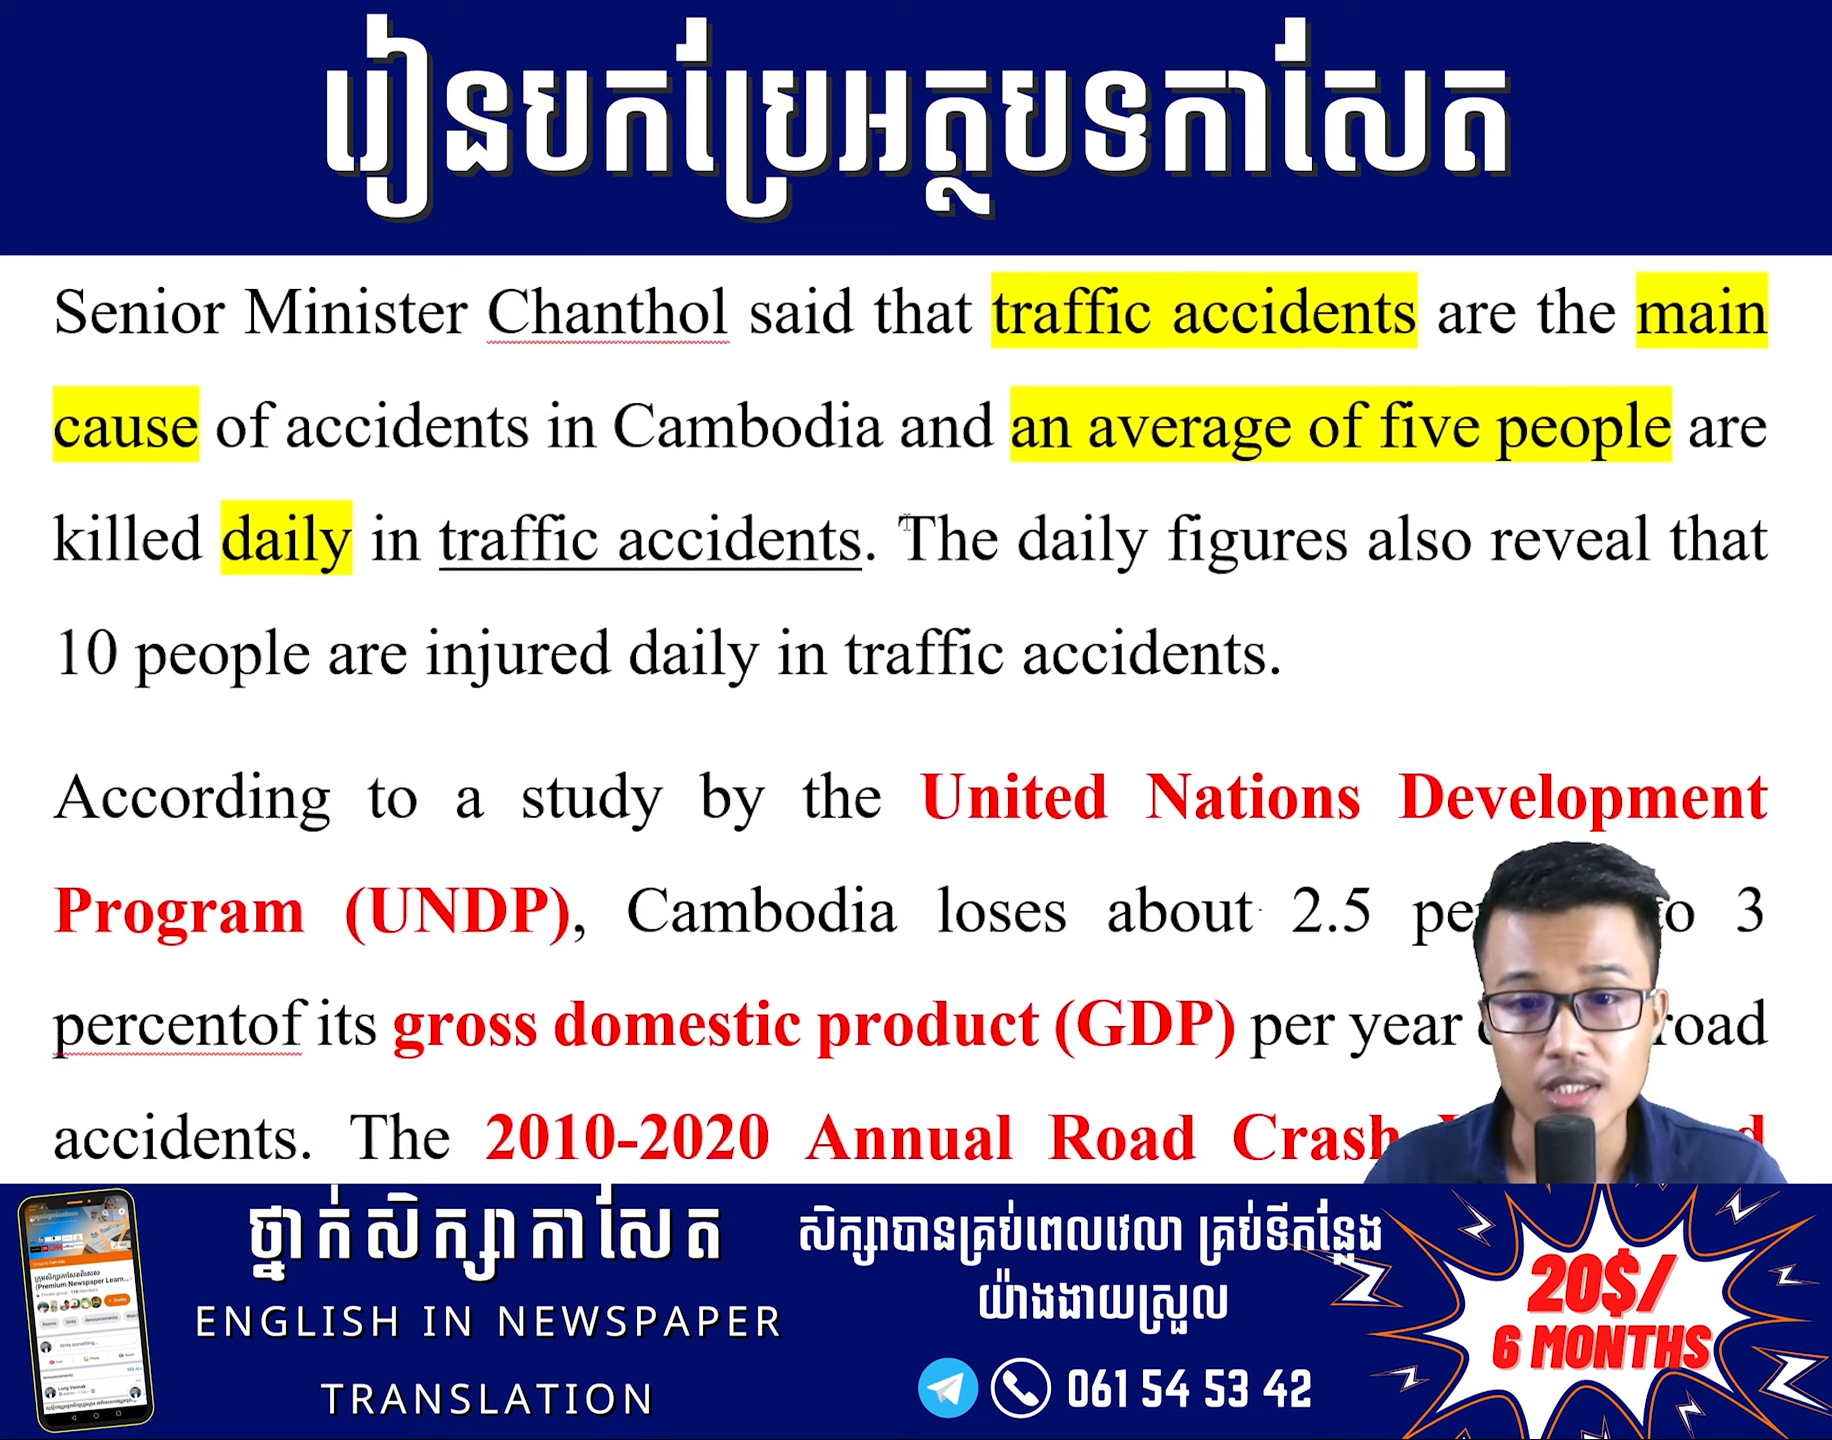 រៀនបកប្រែអត្ថបទកាសែត
Senior Minister Chanthol said that traffic accidents are the main
cause of accidents in Cambodia and an average of five people are
killed daily in traffic accidents. The daily figures also reveal that
10 people are injured daily in traffic accidents.
According to a study by the United Nations Development
Program (UNDP), Cambodia loses about 2.5 3
percentof its gross domestic product (GDP) per year road
accidents. The 2010-2020 Annual Road Crash
ថ្នាក់សិក្សាកាសែត
ENGLISH IN NEWSPAPER
TRANSLATION
សិក្សាបានគ្រប់ពេលវេលា គ្រប់ទីកន្លែង
យ៉ាងងាយស្រួល
061 54 53 42
20$/
6 MONTHS